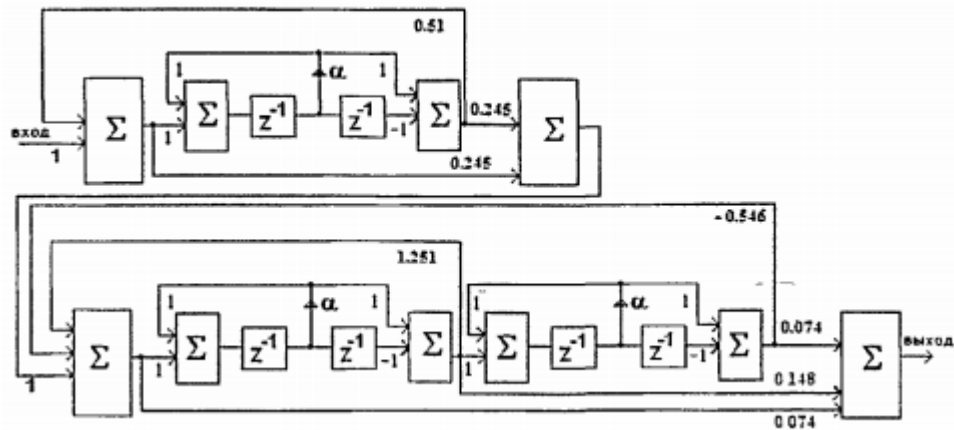 0.51
1 α 1
Σ Σ z⁻¹ z⁻¹ Σ Σ
вход 1 1 -1 0.245
0.245
- 0.546
1.251
1 α 1 1 α 1
Σ Σ z⁻¹ z⁻¹ Σ Σ z⁻¹ z⁻¹ Σ Σ
1 1 -1 1 -1 0.074 выход
0.148
0.074